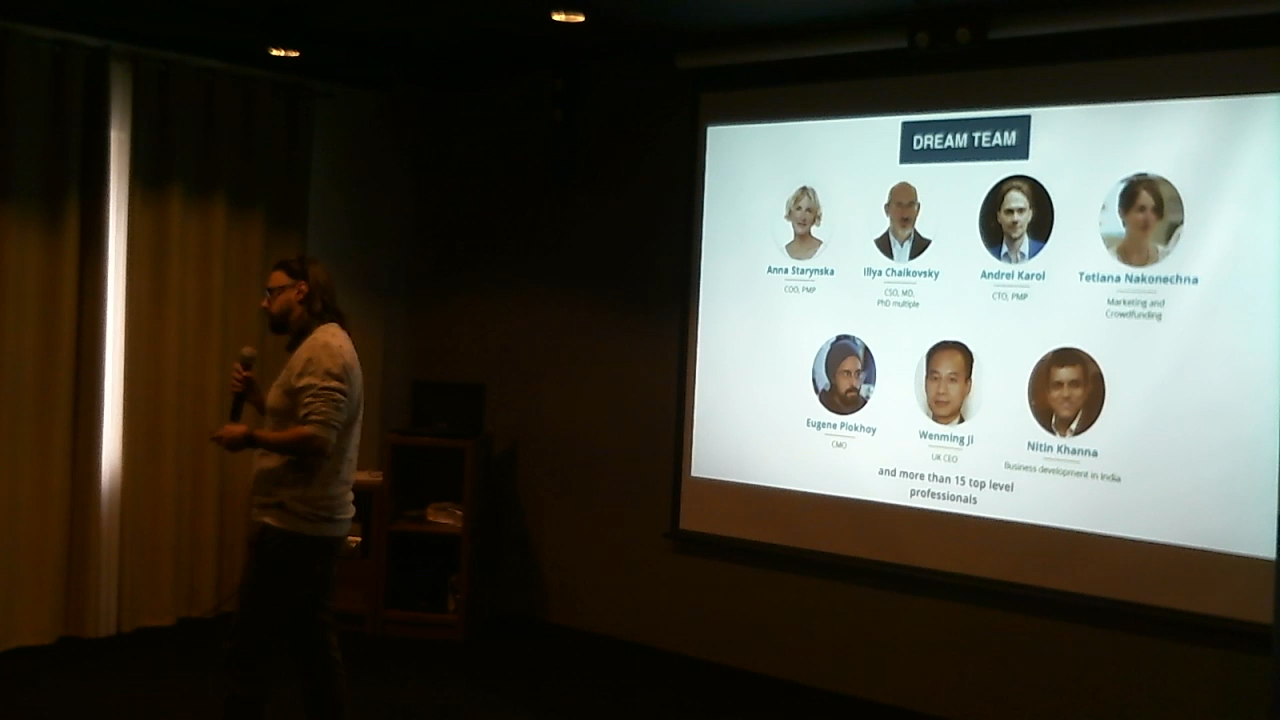 DREAM TEAM
Anna Starynska
COO, PMP
Illya Chaikovsky
CSO, MD,
PhD multiple
Andrei Karol
CTO, PMP
Tetiana Nakonechna
Marketing and
Crowdfunding
Eugene Plokhoy
CMO
Wenming Ji
UK CEO
Nitin Khanna
Business development in India
and more than 15 top level
professionals